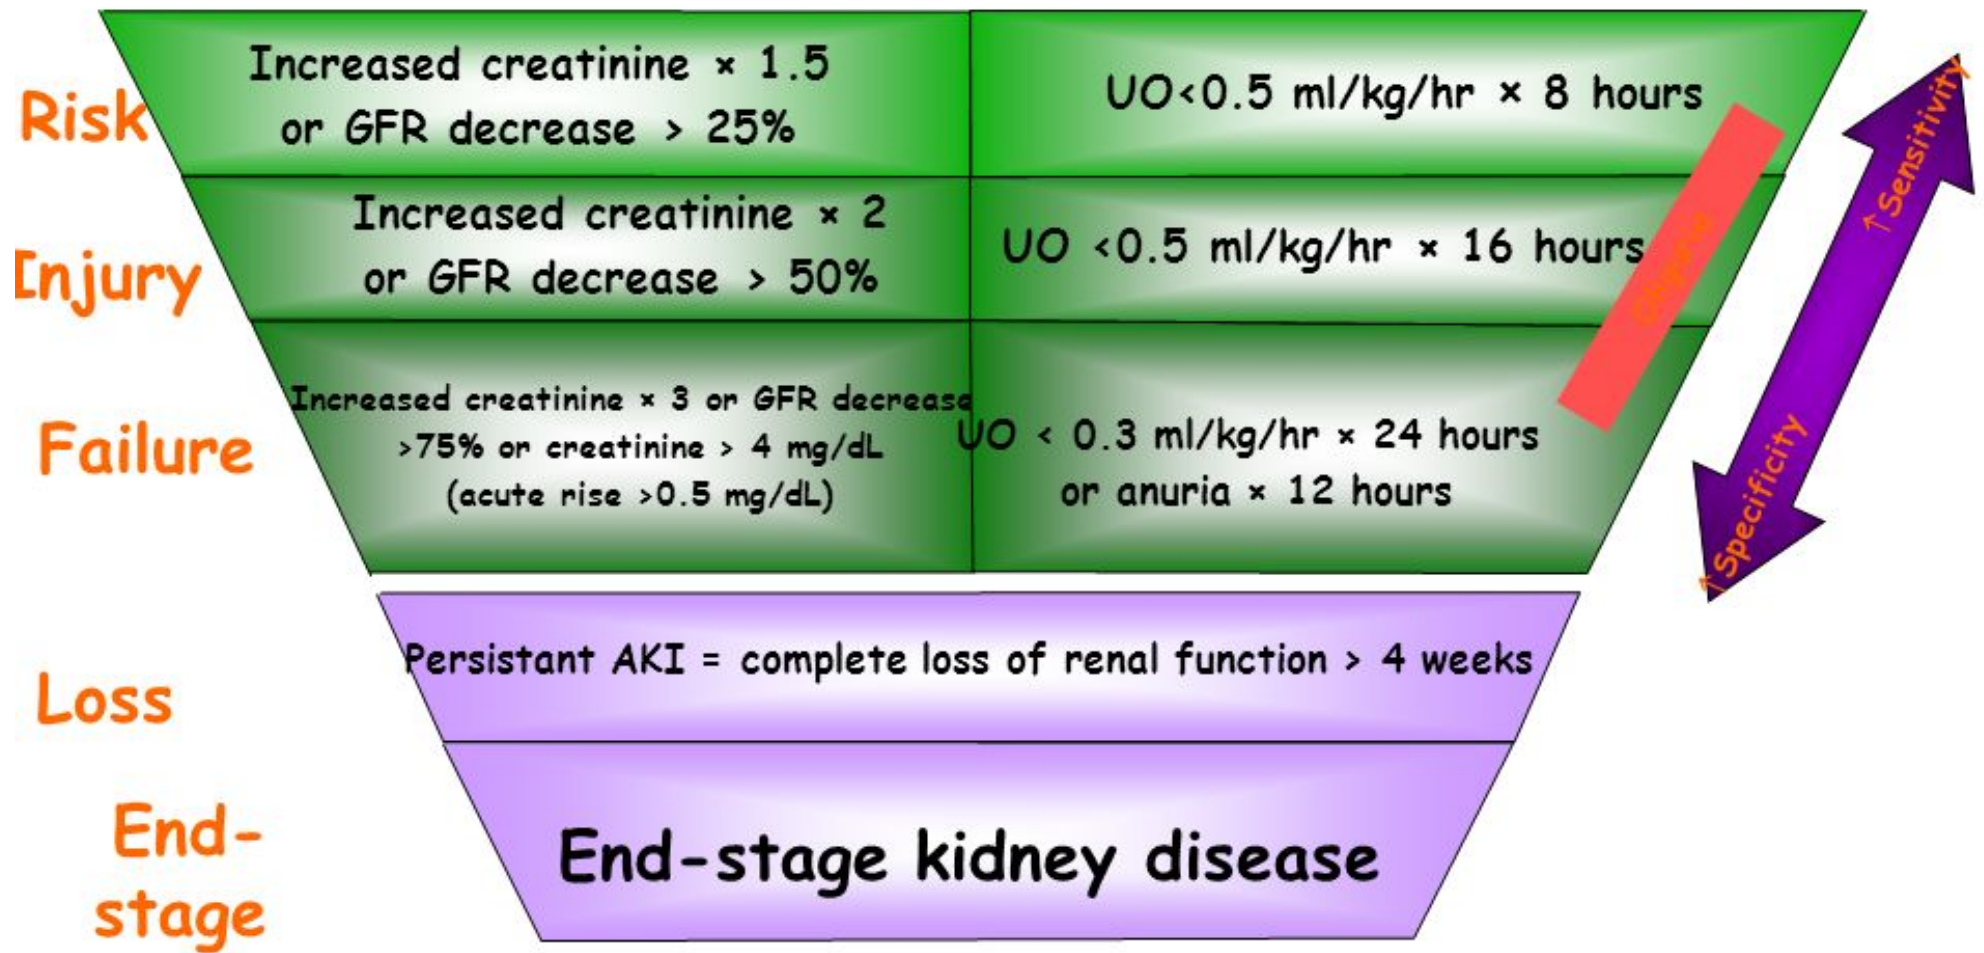 Risk
Increased creatinine × 1.5
or GFR decrease > 25%
UO<0.5 ml/kg/hr × 8 hours
Injury
Increased creatinine × 2
or GFR decrease > 50%
UO <0.5 ml/kg/hr × 16 hours
Failure
Increased creatinine × 3 or GFR decrease
>75% or creatinine > 4 mg/dL
(acute rise >0.5 mg/dL)
UO < 0.3 ml/kg/hr × 24 hours
or anuria × 12 hours
↑Sensitivity
↑Specificity
Loss
Persistant AKI = complete loss of renal function > 4 weeks
End-
stage
End-stage kidney disease